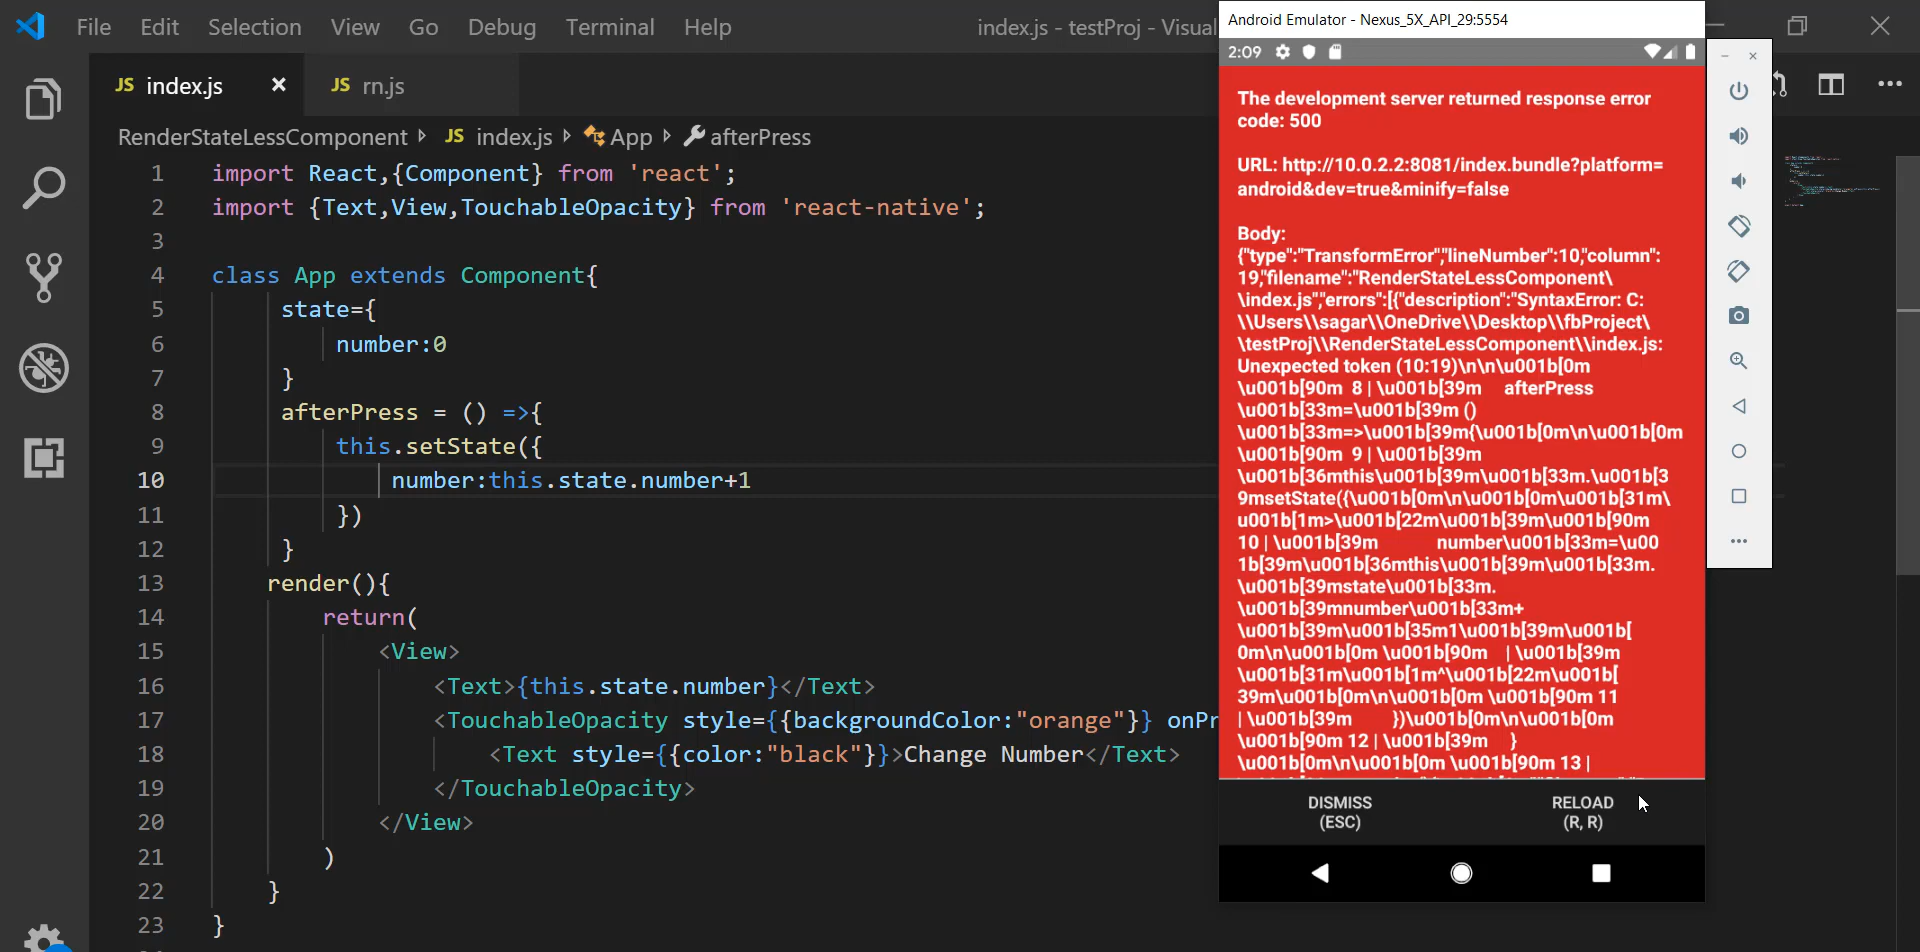 File Edit Selection View Go Debug Terminal Help
index.js - testProj - Visual
JS index.js ×
JS rn.js
RenderStateLessComponent JS index.js App afterPress
1 import React,{Component} from 'react';
2 import {Text,View,TouchableOpacity} from 'react-native';
3
4 class App extends Component{
5 state={
6 number:0
7 }
8 afterPress = () =>{
9 this.setState({
10 number:this.state.number+1
11 })
12 }
13 render(){
14 return(
15 <View>
16 <Text>{this.state.number}</Text>
17 <TouchableOpacity style={{backgroundColor:"orange"}} onPr
18 <Text style={{color:"black"}}>Change Number</Text>
19 </TouchableOpacity>
20 </View>
21 )
22 }
23 }
Android Emulator - Nexus_5X_API_29:5554
2:09
The development server returned response error
code: 500
URL: http://10.0.2.2:8081/index.bundle?platform=
android&dev=true&minify=false
Body:
{"type":"TransformError","lineNumber":10,"column":
19,"filename":"RenderStateLessComponent\
\index.js","errors":[{"description":"SyntaxError: C:
\\Users\\sagar\\OneDrive\\Desktop\\fbProject\
\testProj\\RenderStateLessComponent\\index.js:
Unexpected token (10:19)\n\n\u001b[0m
\u001b[90m 8 | \u001b[39m afterPress
\u001b[33m=\u001b[39m ()
\u001b[33m=>\u001b[39m{\u001b[0m\n\u001b[0m
\u001b[90m 9 | \u001b[39m
\u001b[36mthis\u001b[39m\u001b[33m.\u001b[3
9msetState({\u001b[0m\n\u001b[0m\u001b[31m\
u001b[1m>\u001b[22m\u001b[39m\u001b[90m
10 | \u001b[39m number\u001b[33m=\u00
1b[39m\u001b[36mthis\u001b[39m\u001b[33m.
\u001b[39mstate\u001b[33m.
\u001b[39mnumber\u001b[33m+
\u001b[39m\u001b[35m1\u001b[39m\u001b[
0m\n\u001b[0m \u001b[90m | \u001b[39m
\u001b[31m\u001b[1m^\u001b[22m\u001b[
39m\u001b[0m\n\u001b[0m \u001b[90m 11
| \u001b[39m })\u001b[0m\n\u001b[0m
\u001b[90m 12 | \u001b[39m }
\u001b[0m\n\u001b[0m \u001b[90m 13 |
DISMISS
(ESC)
RELOAD
(R, R)